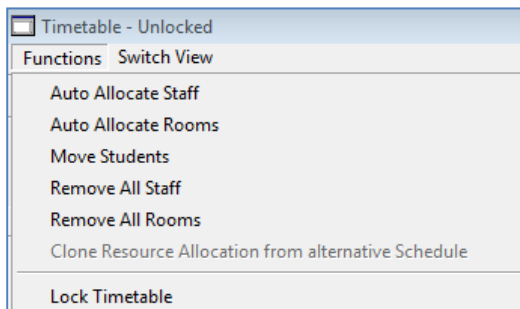 Timetable - Unlocked
Functions Switch View
Auto Allocate Staff
Auto Allocate Rooms
Move Students
Remove All Staff
Remove All Rooms
Clone Resource Allocation from alternative Schedule
Lock Timetable